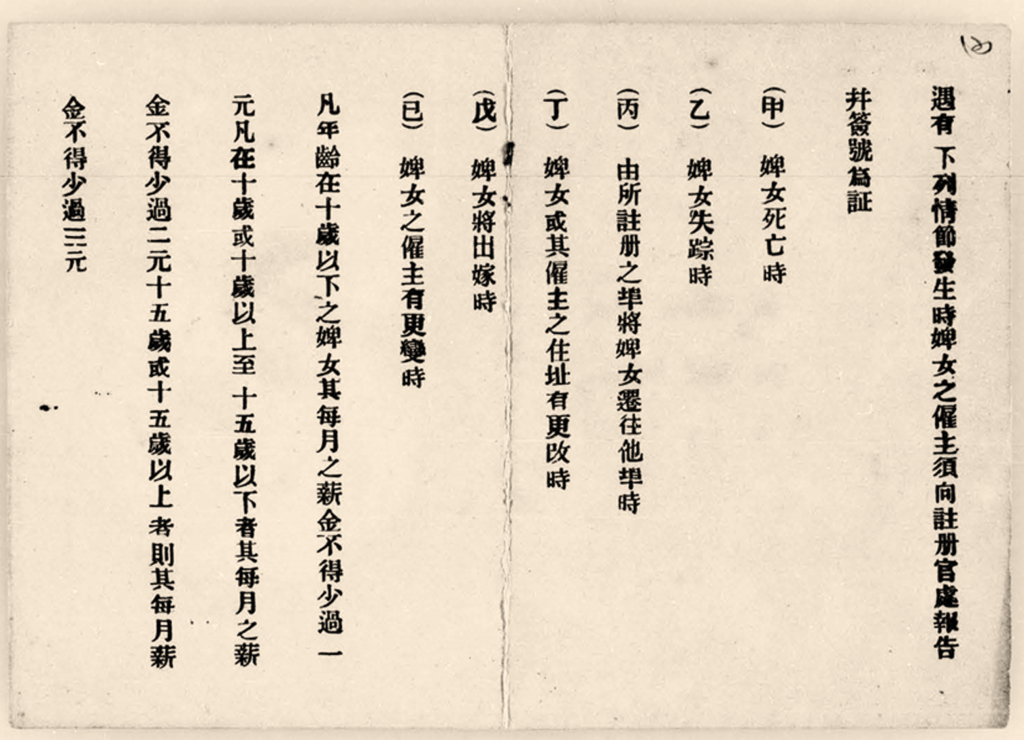 遇有下列情節發生時婢女之僱主須向註册官處報告
幷簽號爲証
(甲) 婢女死亡時
(乙) 婢女失踪時
(丙) 由所註册之埠將婢女遷往他埠時
(丁) 婢女或其僱主之住址有更改時
(戊) 婢女將出嫁時
(已) 婢女之僱主有更變時
凡年齡在十歲以下之婢女其每月之薪金不得少過一
元凡在十歲或十歲以上至十五歲以下者其每月之薪
金不得少過二元十五歲或十五歲以上者則其每月薪
金不得少過三元